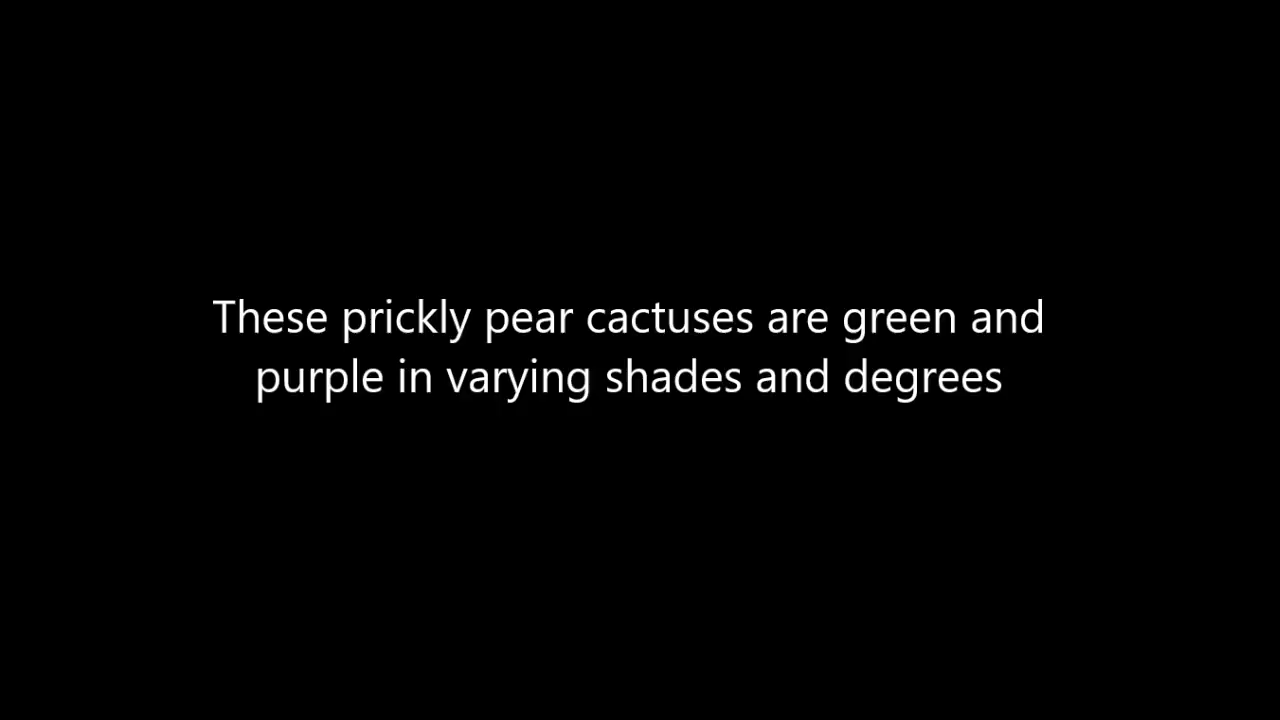 These prickly pear cactuses are green and
purple in varying shades and degrees